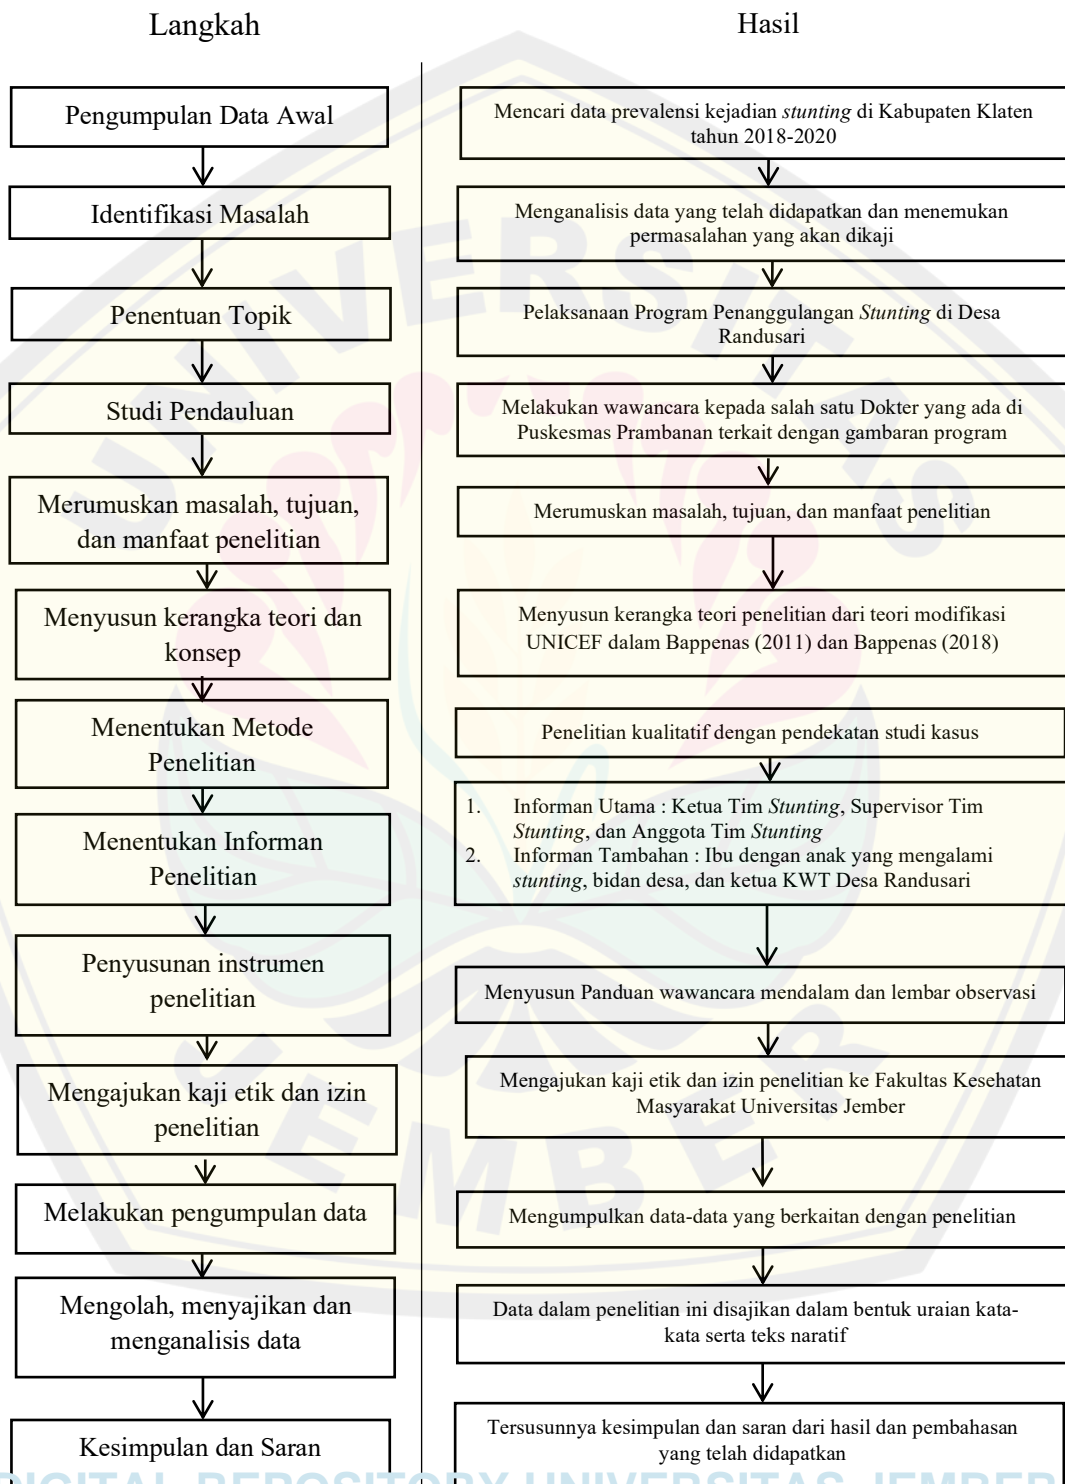 Langkah
Hasil
Pengumpulan Data Awal
Mencari data prevalensi kejadian stunting di Kabupaten Klaten
tahun 2018-2020
Identifikasi Masalah
Menganalisis data yang telah didapatkan dan menemukan
permasalahan yang akan dikaji
Penentuan Topik
Pelaksanaan Program Penanggulangan Stunting di Desa
Randusari
Studi Pendauluan
Melakukan wawancara kepada salah satu Dokter yang ada di
Puskesmas Prambanan terkait dengan gambaran program
Merumuskan masalah, tujuan,
dan manfaat penelitian
Merumuskan masalah, tujuan, dan manfaat penelitian
Menyusun kerangka teori dan
konsep
Menyusun kerangka teori penelitian dari teori modifikasi
UNICEF dalam Bappenas (2011) dan Bappenas (2018)
Menentukan Metode
Penelitian
Penelitian kualitatif dengan pendekatan studi kasus
Menentukan Informan
Penelitian
1. Informan Utama : Ketua Tim Stunting, Supervisor Tim
Stunting, dan Anggota Tim Stunting
2. Informan Tambahan : Ibu dengan anak yang mengalami
stunting, bidan desa, dan ketua KWT Desa Randusari
Penyusunan instrumen
penelitian
Menyusun Panduan wawancara mendalam dan lembar observasi
Mengajukan kaji etik dan izin
penelitian
Mengajukan kaji etik dan izin penelitian ke Fakultas Kesehatan
Masyarakat Universitas Jember
Melakukan pengumpulan data
Mengumpulkan data-data yang berkaitan dengan penelitian
Mengolah, menyajikan dan
menganalisis data
Data dalam penelitian ini disajikan dalam bentuk uraian kata-
kata serta teks naratif
Kesimpulan dan Saran
Tersusunnya kesimpulan dan saran dari hasil dan pembahasan
yang telah didapatkan
UNIVERSITAS
JEMBER
DIGITAL REPOSITORY UNIVERSITAS JEMBER